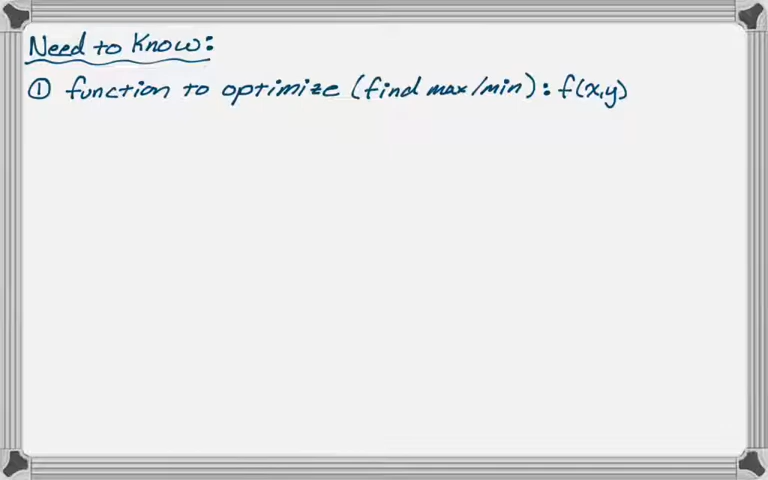 Need to Know:
① function to optimize (find max/min): f(x,y)